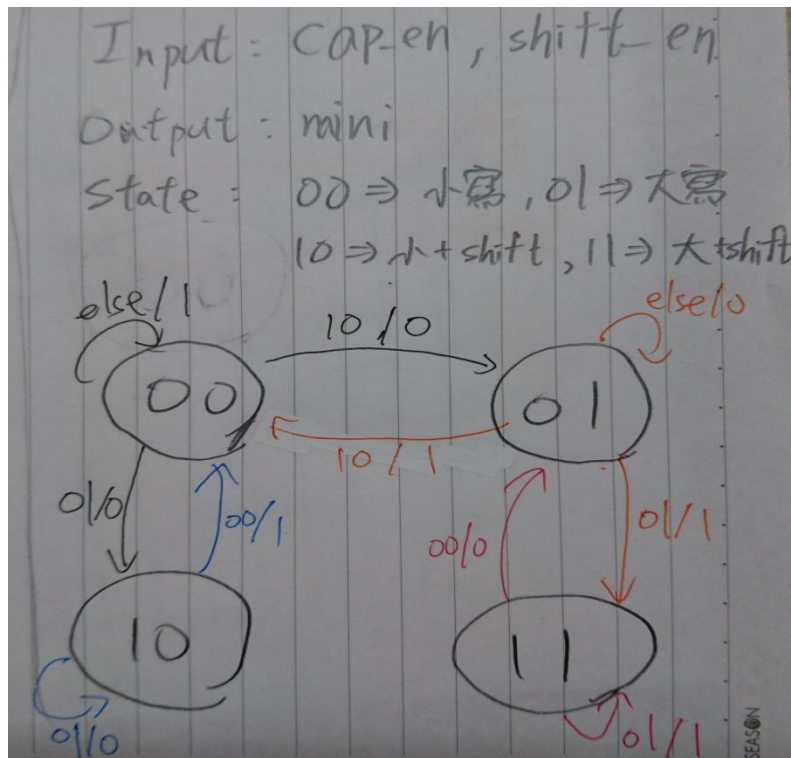 Input : cap_en , shift_en
Output : mini
State : 00 ⇒ 小寫 , 01 ⇒ 大寫
10 ⇒ 小+shift , 11 ⇒ 大+shift
else/1
10/0
else/0
00
01
10/1
01/0
00/1
00/0
01/1
10
11
01/0
01/1
SEASON